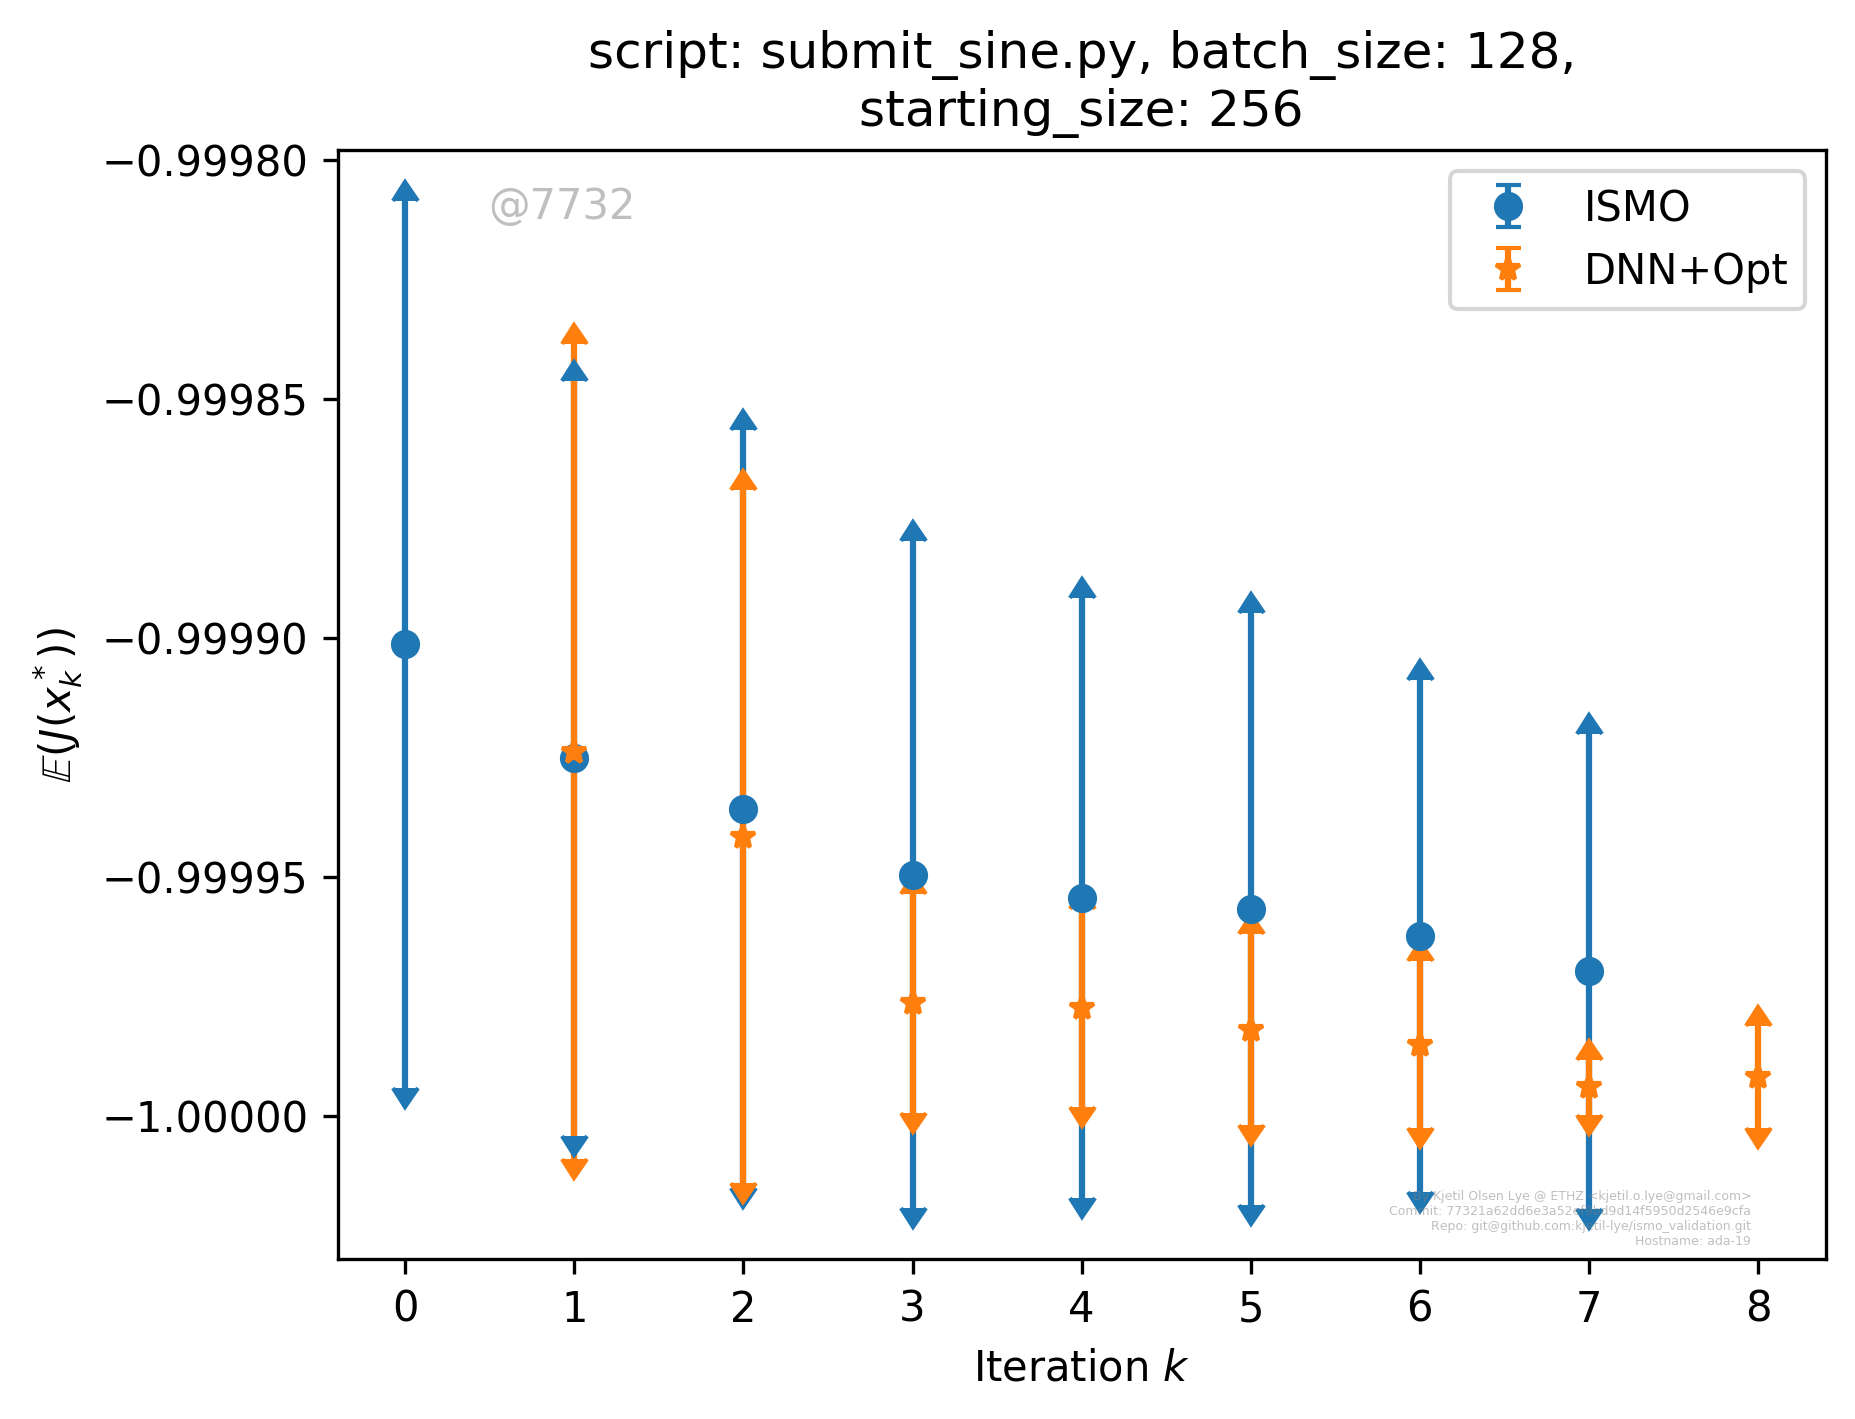 script: submit_sine.py, batch_size: 128,
starting_size: 256
−0.99980
−0.99985
−0.99990
−0.99995
−1.00000
𝔼(J(x*k))
@7732
ISMO
DNN+Opt
Kjetil Olsen Lye @ ETHZ <kjetil.o.lye@gmail.com>
Commit:
Repo: git@github.com:kjetil-lye/ismo_validation.git
Hostname: ada-19
0 1 2 3 4 5 6 7 8
Iteration k